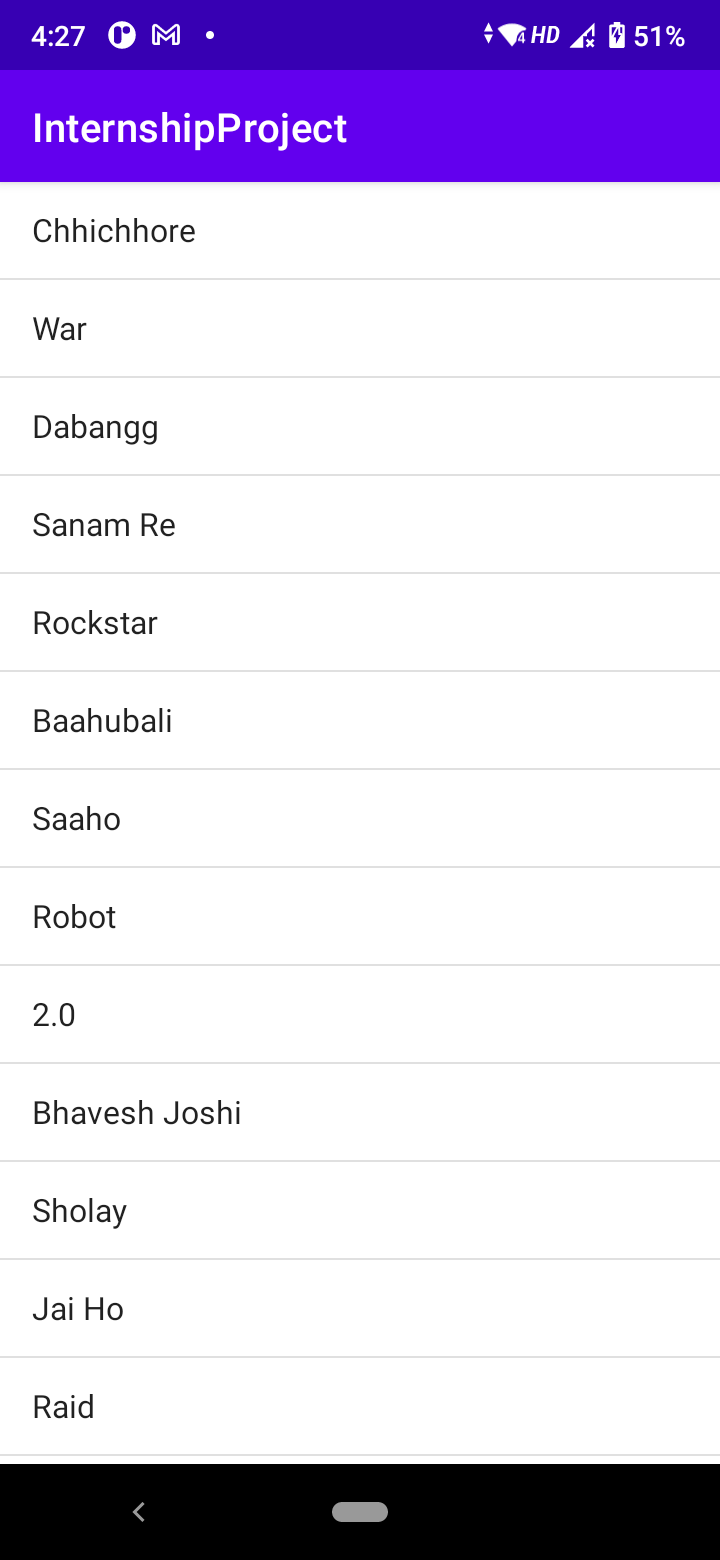 4:27 HD 51%
InternshipProject
Chhichhore
War
Dabangg
Sanam Re
Rockstar
Baahubali
Saaho
Robot
2.0
Bhavesh Joshi
Sholay
Jai Ho
Raid